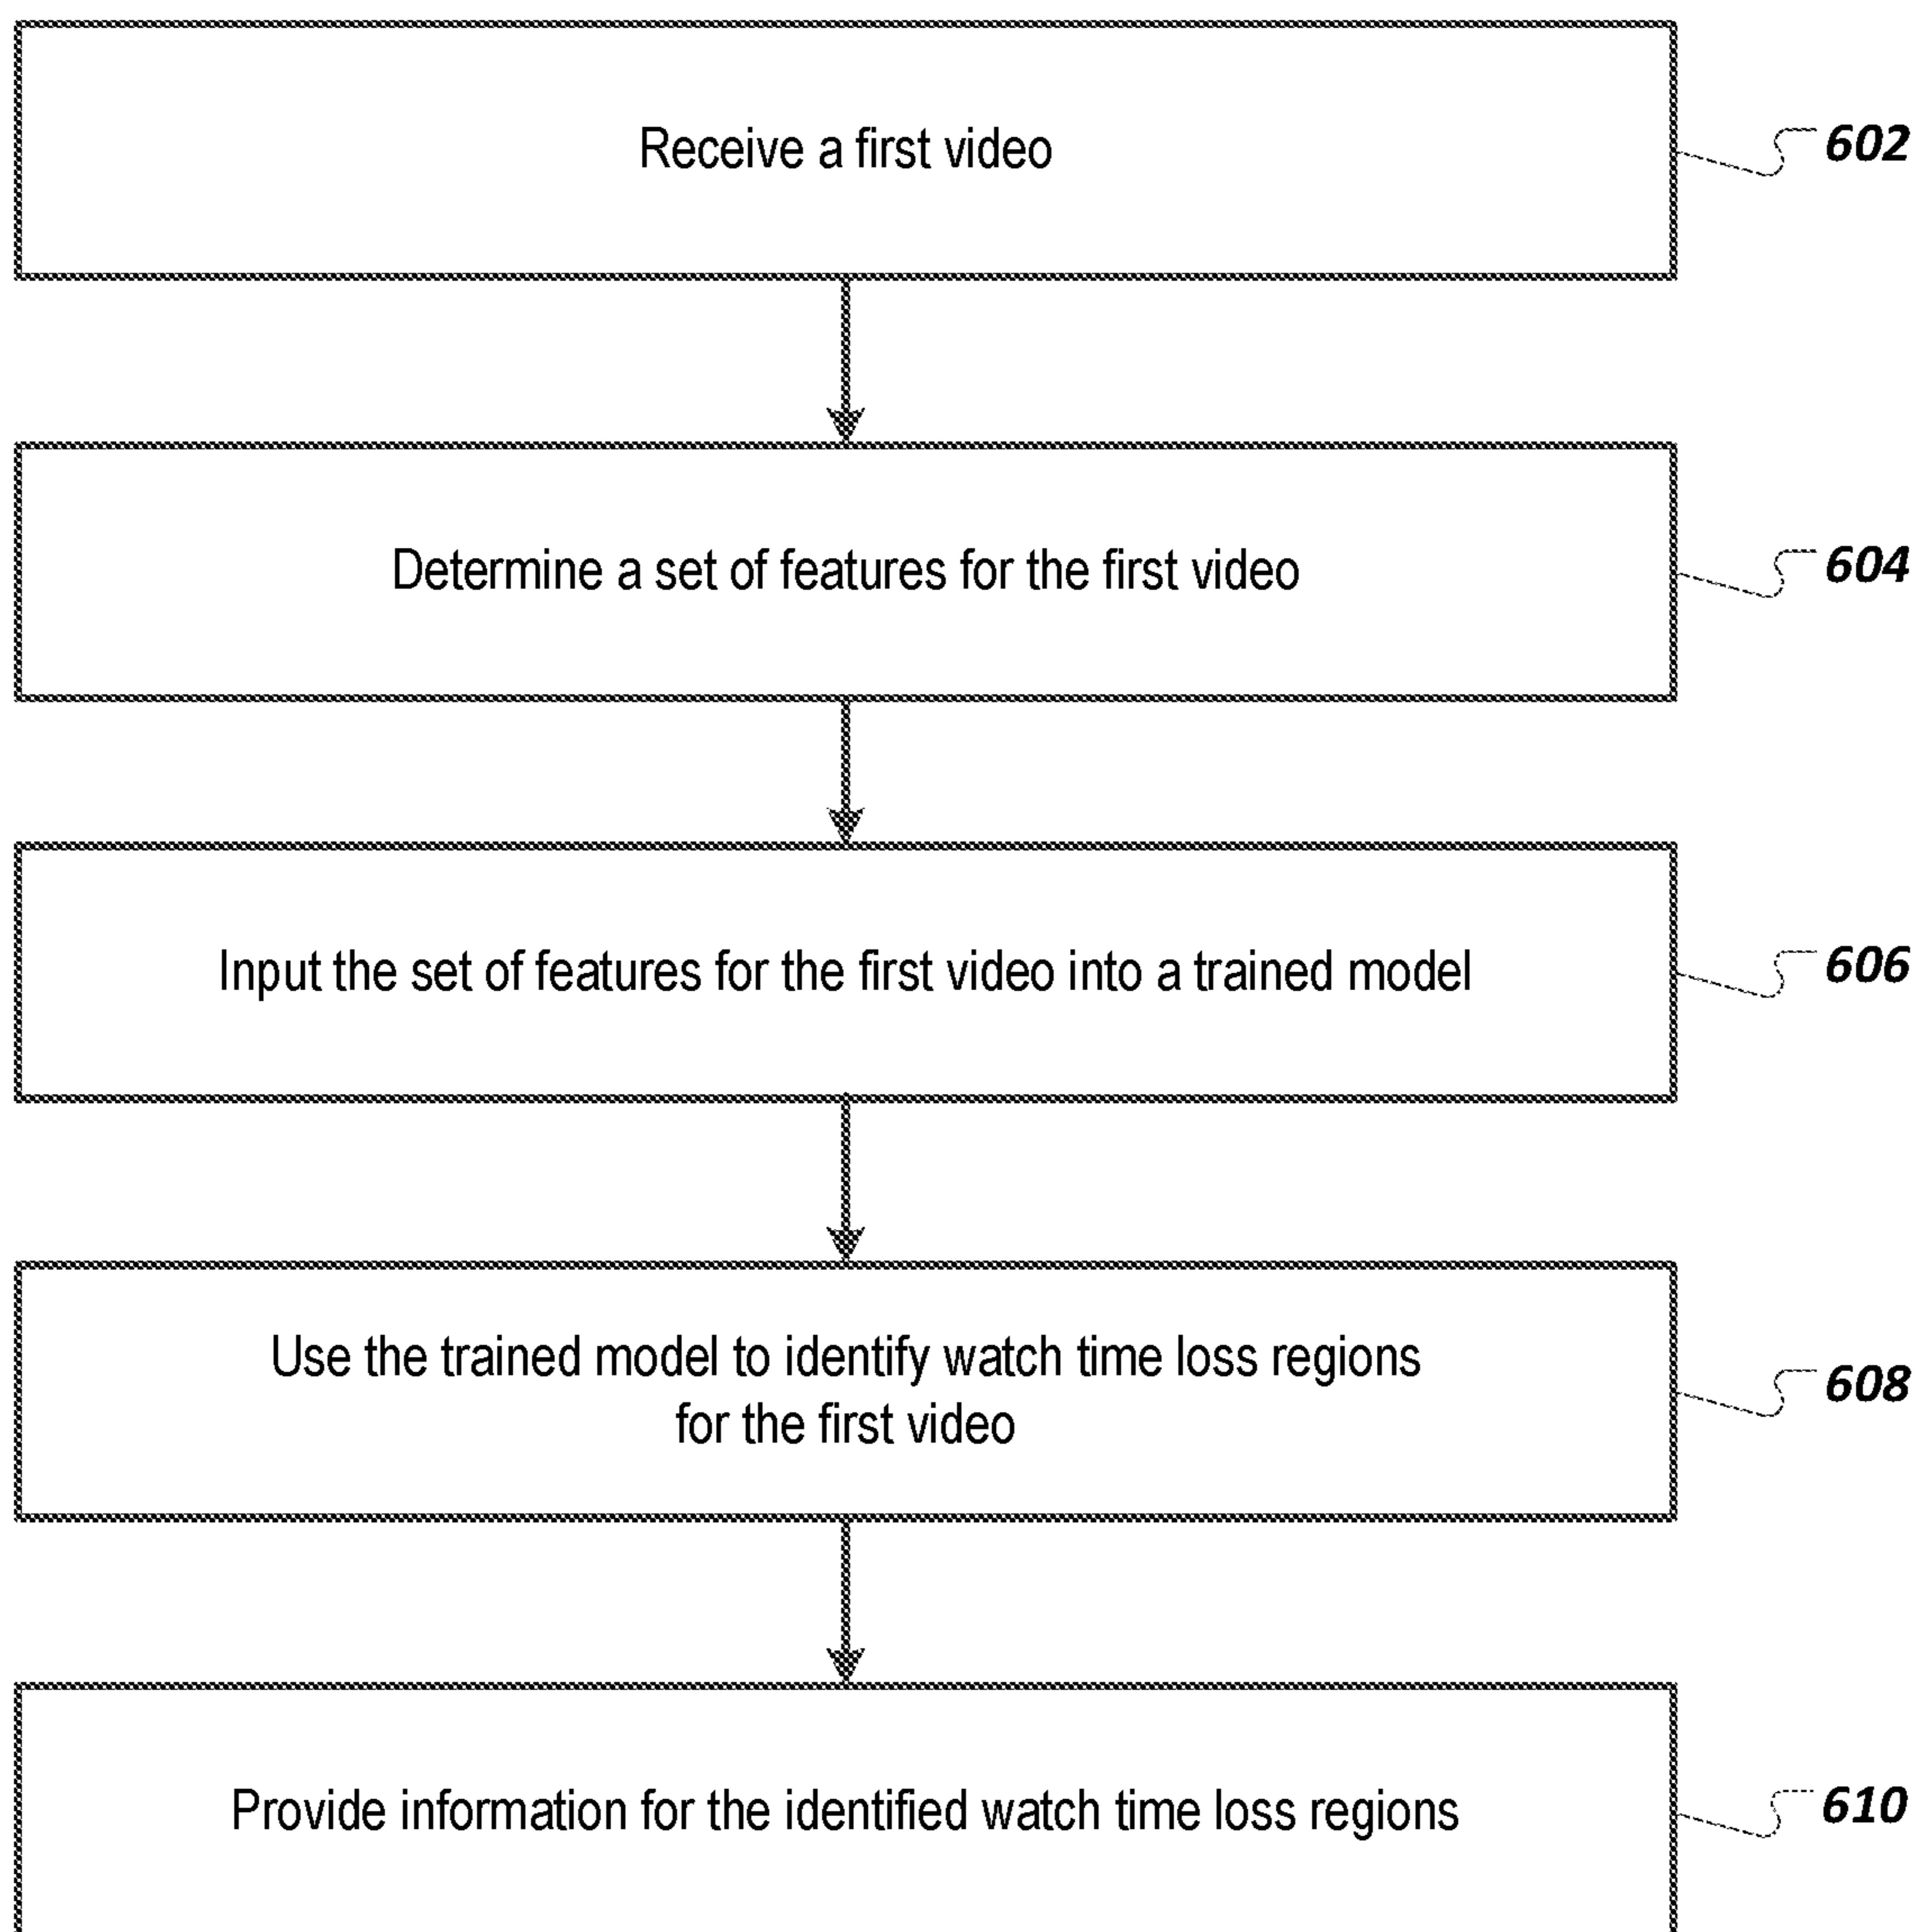 Receive a first video
602
Determine a set of features for the first video
604
Input the set of features for the first video into a trained model
606
Use the trained model to identify watch time loss regions
for the first video
608
Provide information for the identified watch time loss regions
610